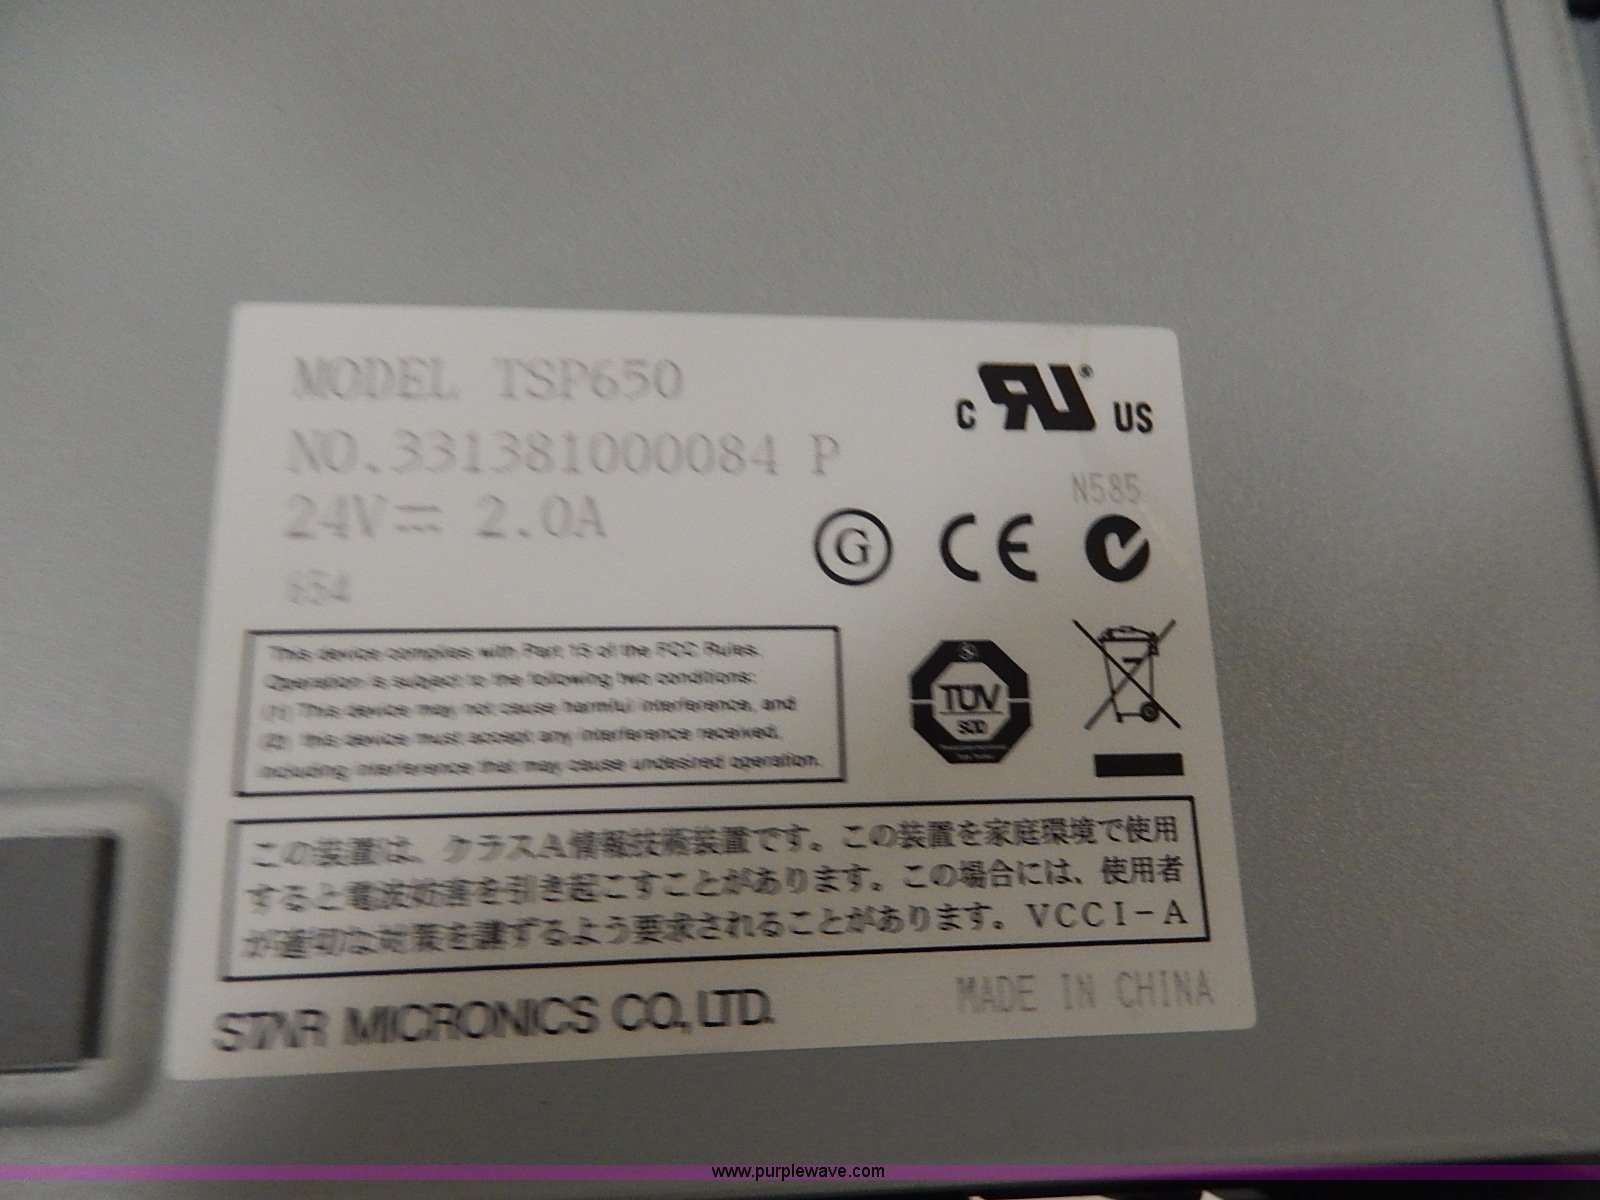 MODEL TSP650
NO.331381000084 P
24V⎓ 2.0A
654
C RU® US
N585
G CE
This device complies with Part 15 of the FCC Rules.
Operation is subject to the following two conditions:
(1) This device may not cause harmful interference, and
(2) this device must accept any interference received,
including interference that may cause undesired operation.
S
TÜV
SÜD
この装置は、クラスA情報技術装置です。この装置を家庭環境で使用
すると電波妨害を引き起こすことがあります。この場合には、使用者
が適切な対策を講ずるよう要求されることがあります。VCCI-A
STAR MICRONICS CO., LTD.
MADE IN CHINA
www.purplewave.com